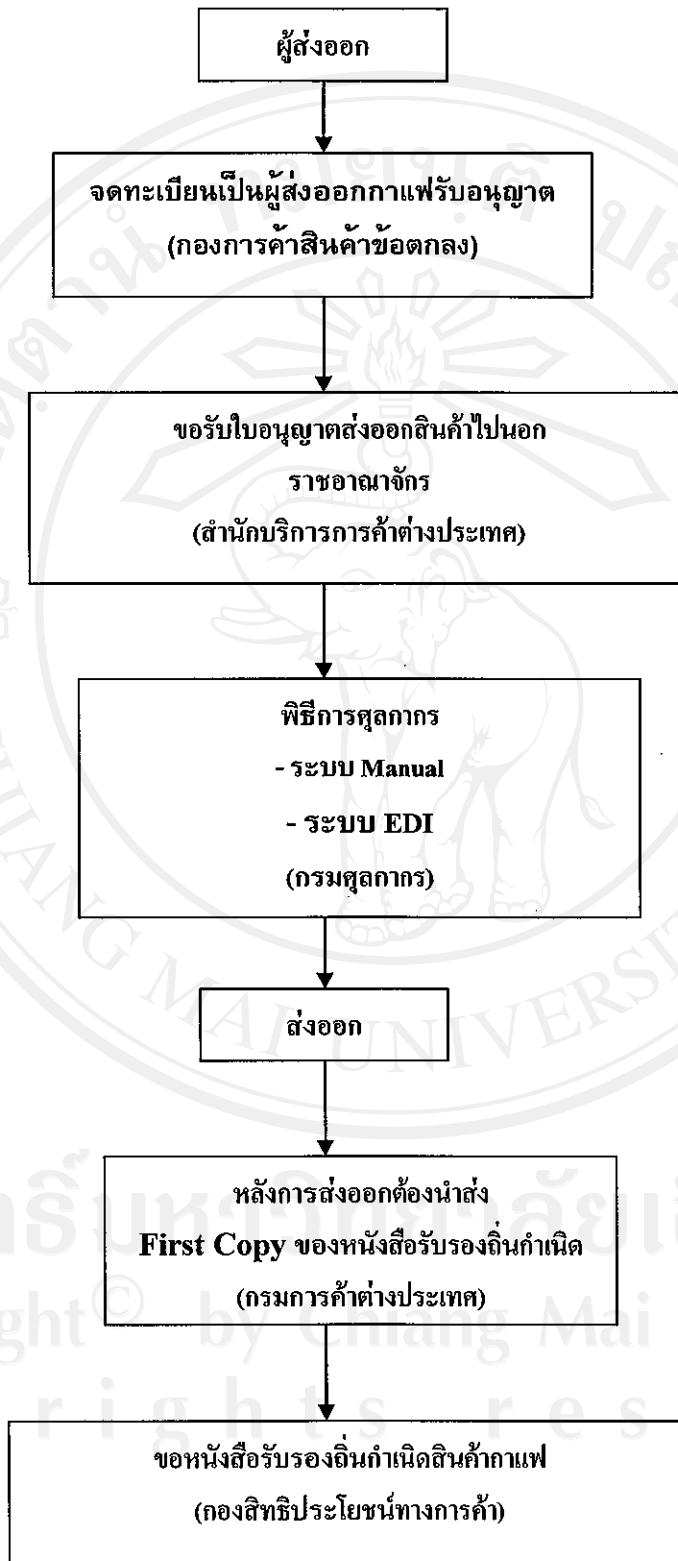 ผู้ส่งออก
จดทะเบียนเป็นผู้ส่งออกกาแฟรับอนุญาต
(กองการค้าสินค้าข้อตกลง)
ขอรับใบอนุญาตส่งออกสินค้าไปนอก
ราชอาณาจักร
(สำนักบริการการค้าต่างประเทศ)
พิธีการศุลกากร
- ระบบ Manual
- ระบบ EDI
(กรมศุลกากร)
ส่งออก
หลังการส่งออกต้องนำส่ง
First Copy ของหนังสือรับรองถิ่นกำเนิด
(กรมการค้าต่างประเทศ)
ขอหนังสือรับรองถิ่นกำเนิดสินค้ากาแฟ
(กองสิทธิประโยชน์ทางการค้า)
CHIANG MAI UNIVERSIT
ght© by Chiang Mai
rights res